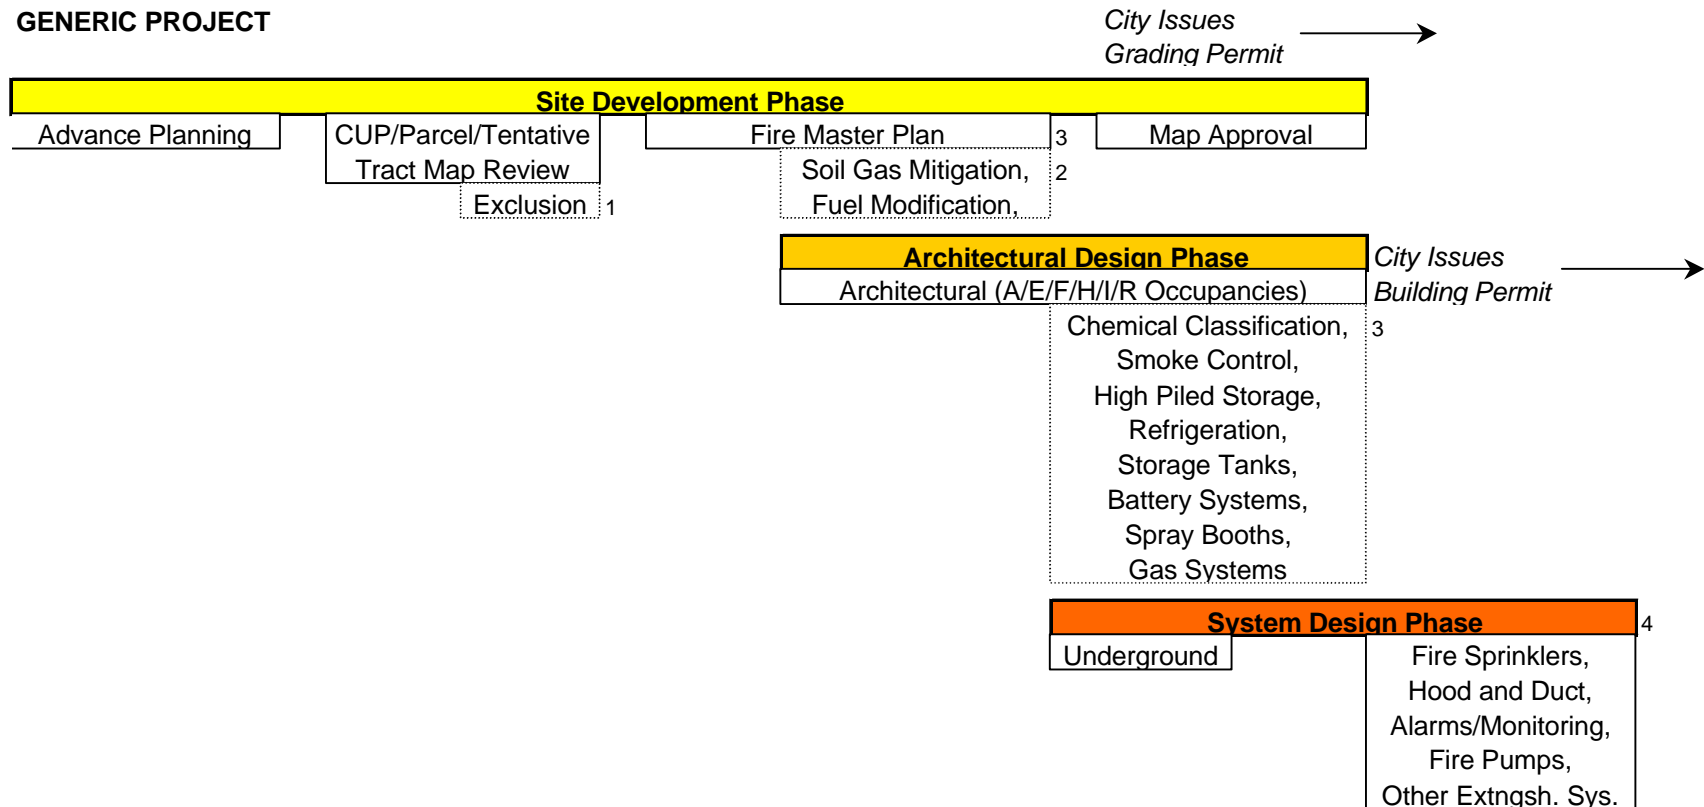 GENERIC PROJECT
City Issues
Grading Permit
Site Development Phase
Advance Planning
CUP/Parcel/Tentative
Tract Map Review
Exclusion 1
Fire Master Plan 3
Soil Gas Mitigation, 2
Fuel Modification,
Map Approval
Architectural Design Phase
City Issues
Building Permit
Architectural (A/E/F/H/I/R Occupancies)
Chemical Classification, 3
Smoke Control,
High Piled Storage,
Refrigeration,
Storage Tanks,
Battery Systems,
Spray Booths,
Gas Systems
System Design Phase 4
Underground
Fire Sprinklers,
Hood and Duct,
Alarms/Monitoring,
Fire Pumps,
Other Extngsh. Sys.